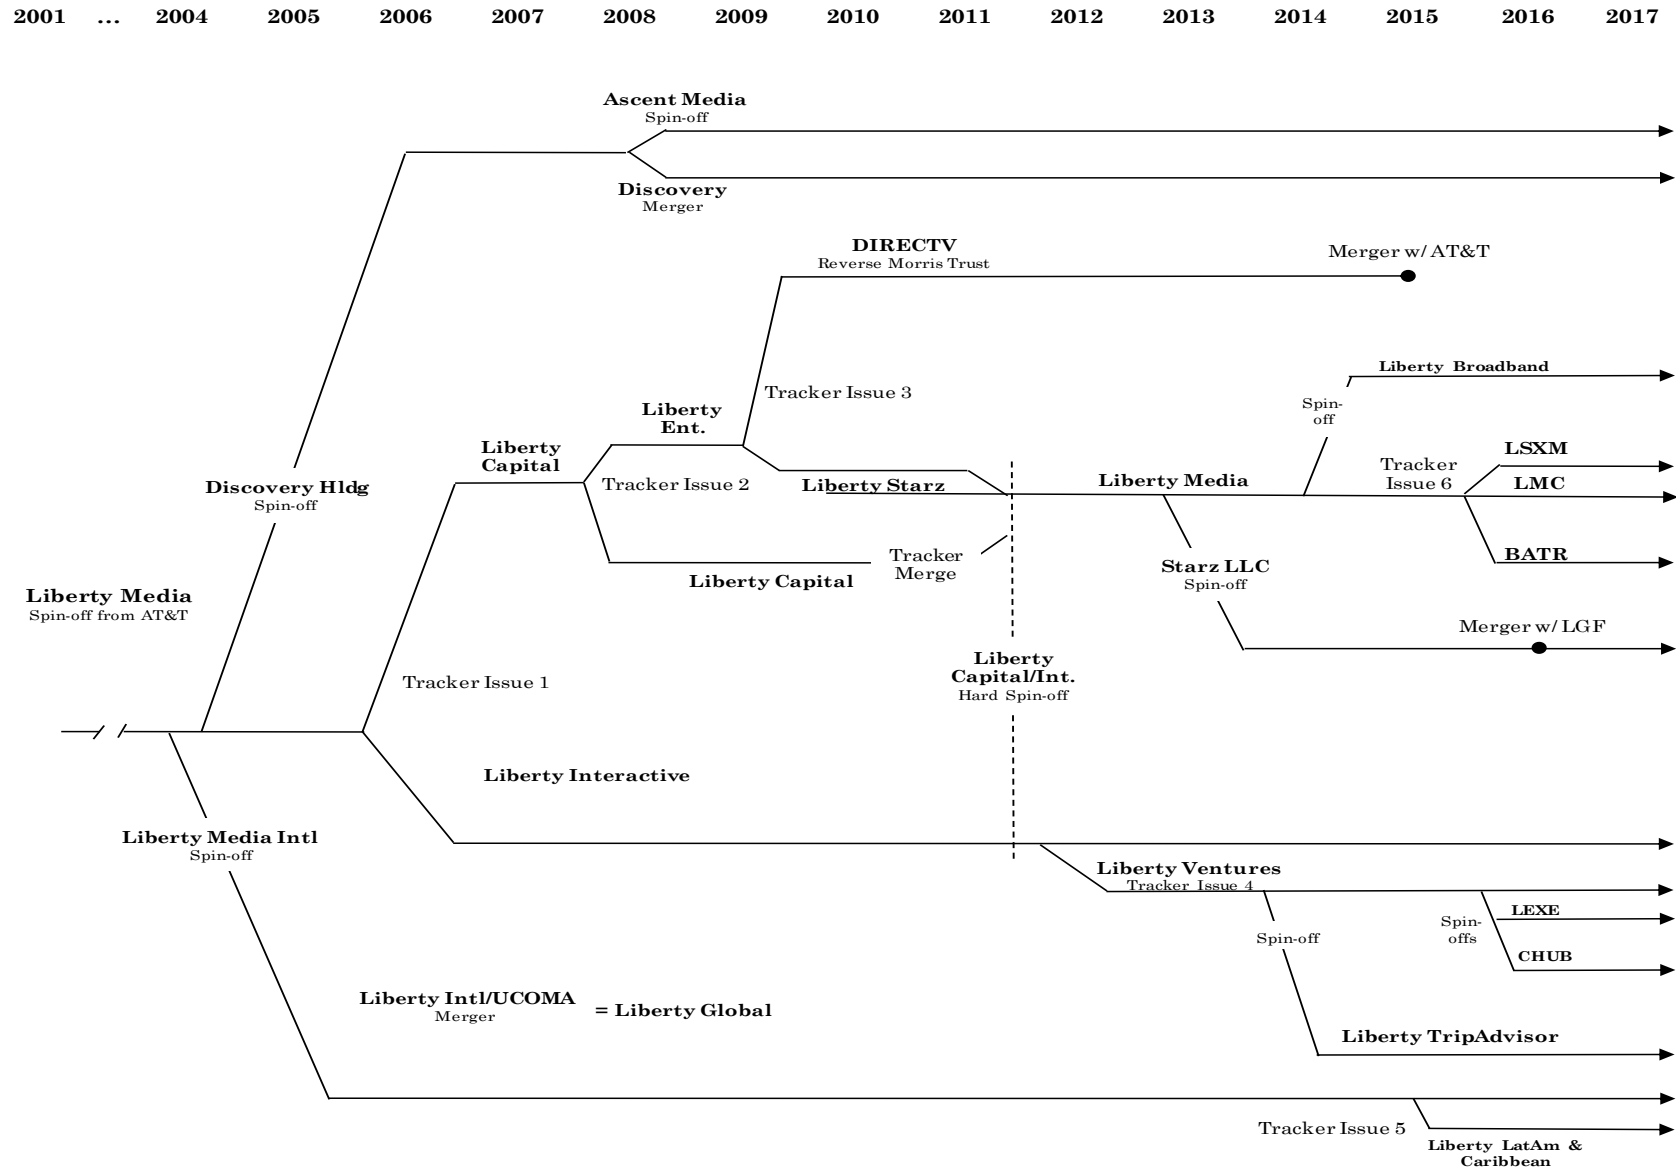 2001 ... 2004 2005 2006 2007 2008 2009 2010 2011 2012 2013 2014 2015 2016 2017
Ascent Media
Spin-off
Discovery
Merger
DIRECTV
Reverse Morris Trust
Merger w/ AT&T
Tracker Issue 3
Liberty Broadband
Spin-
off
Liberty
Ent.
Liberty
Capital
Tracker Issue 2
Liberty Starz
Liberty Media
Tracker
Issue 6
LSXM
LMC
BATR
Discovery Hldg
Spin-off
Tracker
Merge
Liberty Capital
Starz LLC
Spin-off
Liberty Media
Spin-off from AT&T
Merger w/ LGF
Liberty
Capital/Int.
Hard Spin-off
Tracker Issue 1
Liberty Interactive
Liberty Media Intl
Spin-off
Liberty Ventures
Tracker Issue 4
Spin-off
Spin-
offs
LEXE
CHUB
Liberty Intl/UCOMA
Merger
= Liberty Global
Liberty TripAdvisor
Tracker Issue 5
Liberty LatAm &
Caribbean